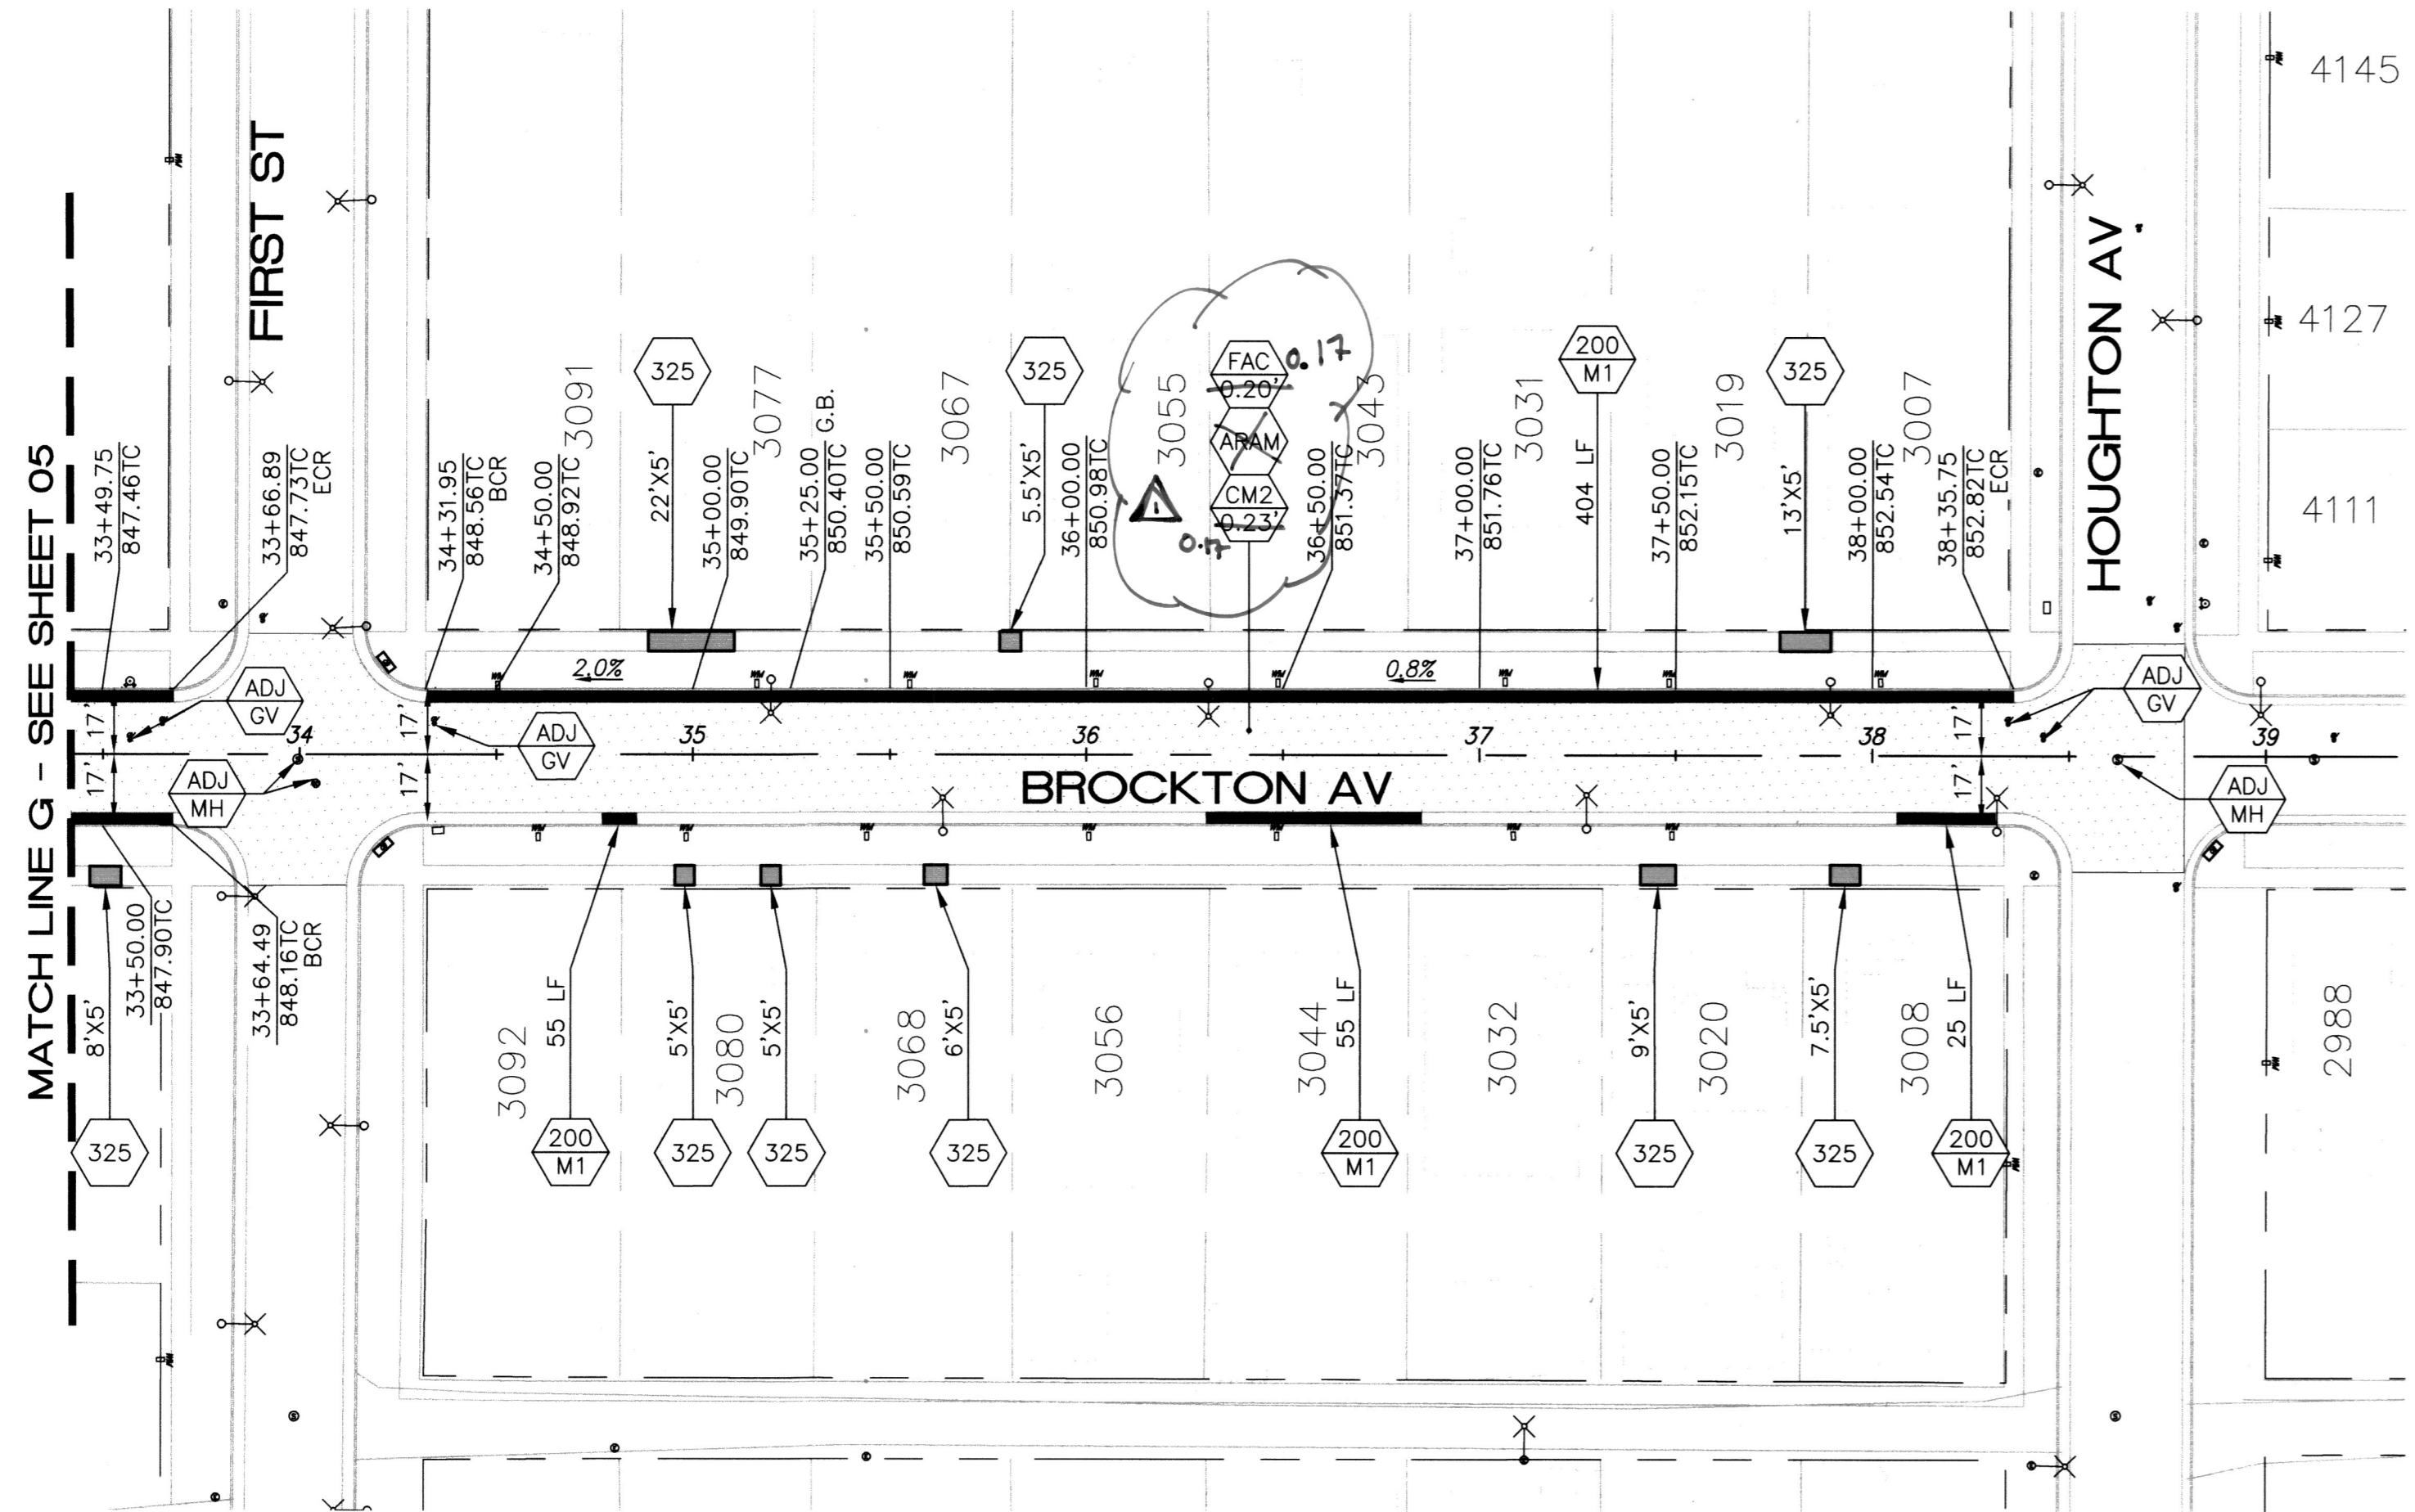 MATCH LINE G - SEE SHEET 05
FIRST ST
HOUGHTON AV
BROCKTON AV
4145
4127
4111
2988
33+49.75
847.46TC
33+66.89
847.73TC
ECR
34+31.95
848.56TC
BCR
34+50.00
848.92TC
3091
325
22'X5'
35+00.00
849.90TC
3077
35+25.00
850.40TC G.B.
35+50.00
850.59TC
3067
325
5.5'X5'
36+00.00
850.98TC
3055
FAC
0.20'
0.17
ARAM
CM2
0.23'
0.17
1
36+50.00
851.37TC
3043
37+00.00
851.76TC
3031
200
M1
404 LF
37+50.00
852.15TC
3019
325
13'X5'
38+00.00
852.54TC
3007
38+35.75
852.82TC
ECR
2.0%
0.8%
ADJ
GV
ADJ
GV
ADJ
GV
17'
17'
17'
17'
17'
17'
34
35
36
37
38
39
ADJ
MH
ADJ
MH
8'X5'
325
33+50.00
847.90TC
33+64.49
848.16TC
BCR
3092
55 LF
200
M1
5'X5'
325
3080
5'X5'
325
3068
6'X5'
325
3056
3044
55 LF
200
M1
3032
9'X5'
325
3020
7.5'X5'
325
3008
25 LF
200
M1